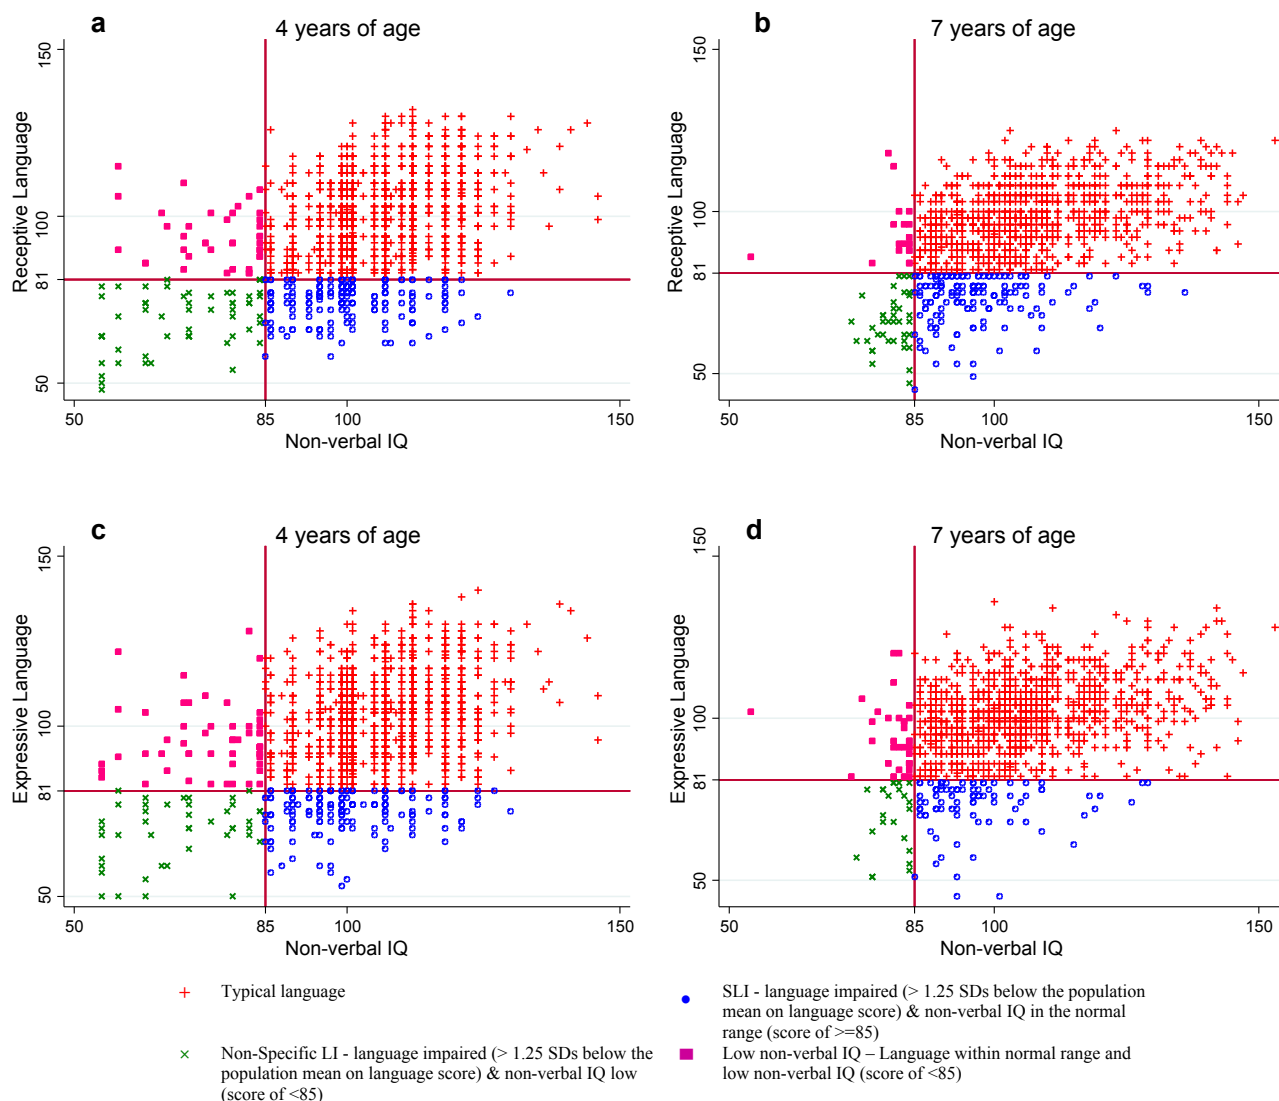 a
4 years of age
150
100
81
50
Receptive Language
50
85
100
150
Non-verbal IQ
b
7 years of age
150
100
81
50
Receptive Language
50
85
100
150
Non-verbal IQ
c
4 years of age
150
100
81
50
Expressive Language
50
85
100
150
Non-verbal IQ
d
7 years of age
150
100
81
50
Expressive Language
50
85
100
150
Non-verbal IQ
Typical language
SLI - language impaired (> 1.25 SDs below the population
mean on language score) & non-verbal IQ in the normal
range (score of >=85)
Non-Specific LI - language impaired (> 1.25 SDs below the
population mean on language score) & non-verbal IQ low
(score of <85)
Low non-verbal IQ – Language within normal range and
low non-verbal IQ (score of <85)